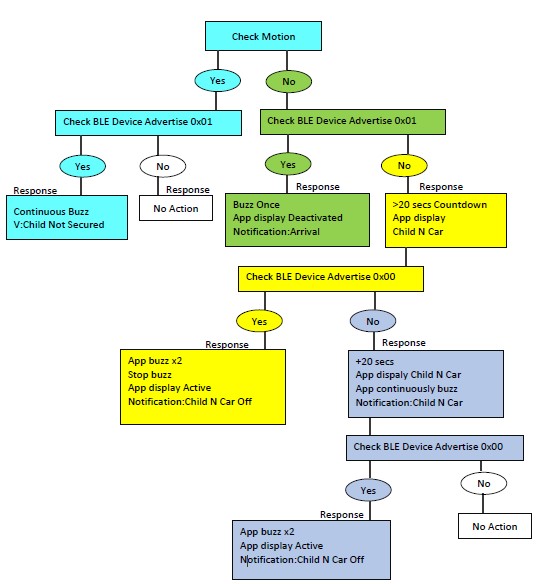 Check Motion
Yes
No
Check BLE Device Advertise 0x01
Check BLE Device Advertise 0x01
Yes
No
Yes
No
Response
Response
Response
Response
Continuous Buzz
V:Child Not Secured
No Action
Buzz Once
App display Deactivated
Notification:Arrival
>20 secs Countdown
App display
Child N Car
Check BLE Device Advertise 0x00
Yes
No
Response
Response
App buzz x2
Stop buzz
App display Active
Notification:Child N Car Off
+20 secs
App dispaly Child N Car
App continuously buzz
Notification:Child N Car
Check BLE Device Advertise 0x00
Yes
No
Response
No Action
App buzz x2
App display Active
Notification:Child N Car Off